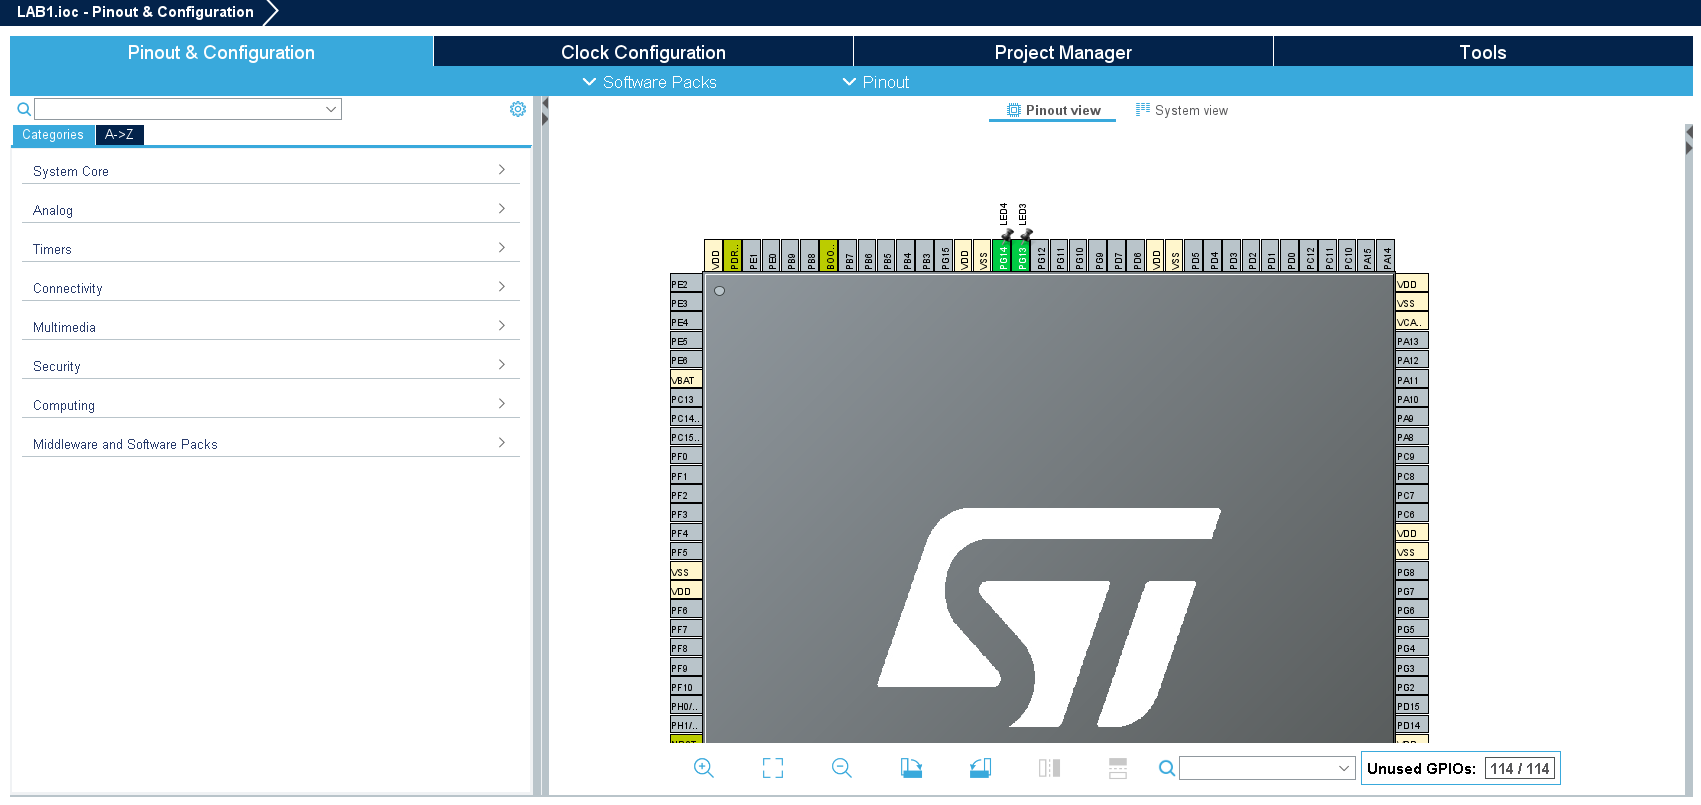 LAB1.ioc - Pinout & Configuration
Pinout & Configuration
Clock Configuration
Project Manager
Tools
Software Packs
Pinout
Categories
A->Z
System Core
Analog
Timers
Connectivity
Multimedia
Security
Computing
Middleware and Software Packs
Pinout view
System view
LED4
LED3
VDD
PDR..
PE1
PE0
PB9
PB8
BOO..
PB7
PB6
PB5
PB4
PB3
PG15
VDD
VSS
PG14
PG13
PG12
PG11
PG10
PG9
PD7
PD6
VDD
VSS
PD5
PD4
PD3
PD2
PD1
PD0
PC12
PC11
PC10
PA15
PA14
PE2
PE3
PE4
PE5
PE6
VBAT
PC13
PC14..
PC15..
PF0
PF1
PF2
PF3
PF4
PF5
VSS
VDD
PF6
PF7
PF8
PF9
PF10
PH0/..
PH1/..
NRST
ST
VDD
VSS
VCA..
PA13
PA12
PA11
PA10
PA9
PA8
PC9
PC8
PC7
PC6
VDD
VSS
PG8
PG7
PG6
PG5
PG4
PG3
PG2
PD15
PD14
VDD
Unused GPIOs: 114 / 114